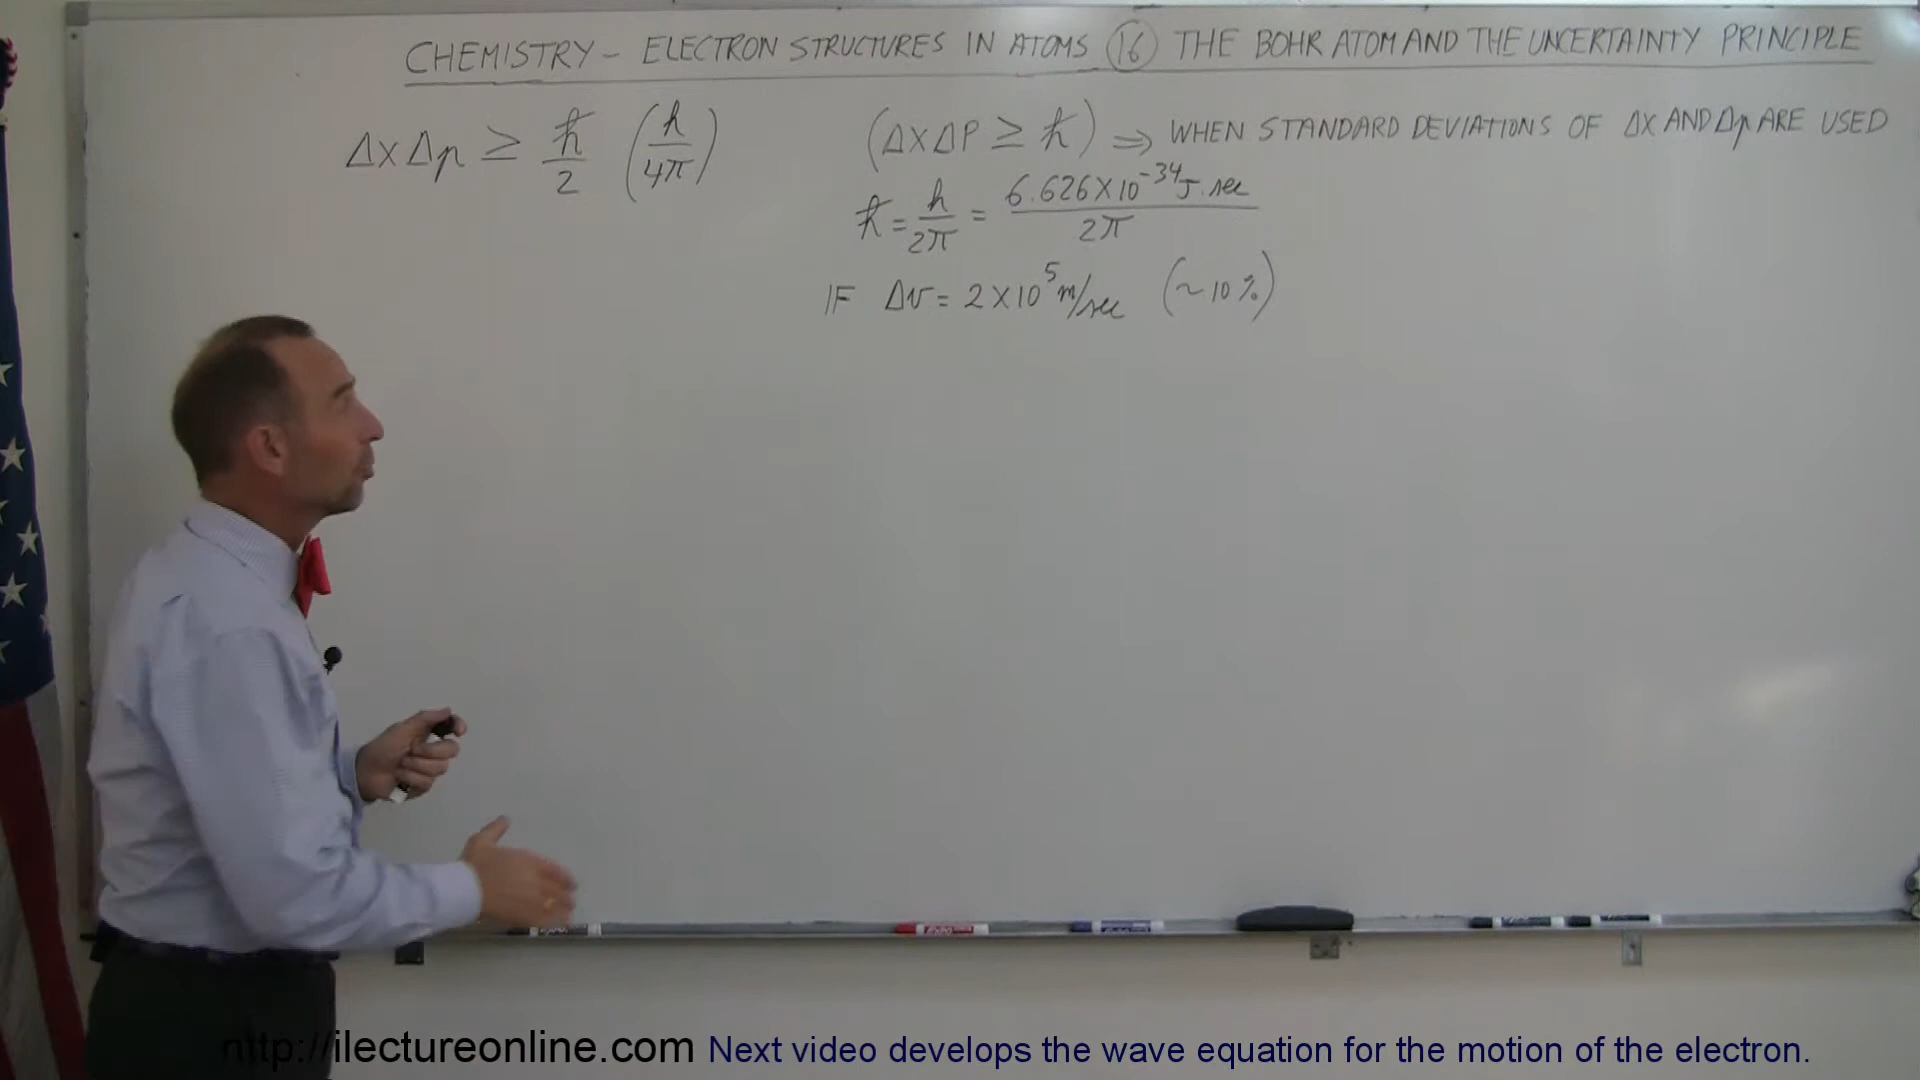 CHEMISTRY – ELECTRON STRUCTURES IN ATOMS 16 THE BOHR ATOM AND THE UNCERTAINTY PRINCIPLE
ΔxΔp ≥ ħ/2 (h/4π)
(ΔxΔP ≥ ħ) ⇒ WHEN STANDARD DEVIATIONS OF Δx AND Δp ARE USED
ħ = h/2π = 6.626 X 10⁻³⁴ J·sec / 2π
IF Δv = 2 X 10⁵ m/sec (~10%)
http://ilectureonline.com Next video develops the wave equation for the motion of the electron.